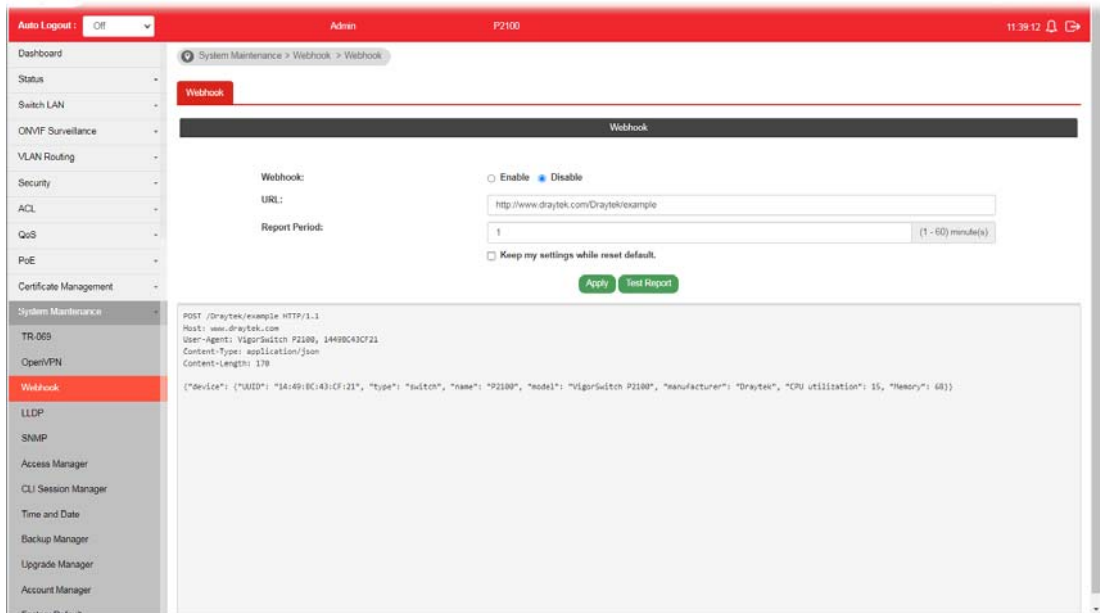 Auto Logout : Off Admin P2100 11:39:12
Dashboard
System Maintenance > Webhook > Webhook
Status
Webhook
Switch LAN
ONVIF Surveillance
Webhook
VLAN Routing
Webhook: Enable Disable
Security
URL: http://www.draytek.com/Draytek/example
ACL
Report Period: 1 (1 - 60) minute(s)
QoS
Keep my settings while reset default.
PoE
Apply Test Report
Certificate Management
System Maintenance
POST /Draytek/example HTTP/1.1
Host: www.draytek.com
User-Agent: VigorSwitch P2100, 14498C43CF21
Content-Type: application/json
Content-Length: 170
{"device": {"UUID": "14:49:BC:43:CF:21", "type": "switch", "name": "P2100", "model": "VigorSwitch P2100", "manufacturer": "Draytek", "CPU utilization": 15, "Memory": 68}}
TR-069
OpenVPN
Webhook
LLDP
SNMP
Access Manager
CLI Session Manager
Time and Date
Backup Manager
Upgrade Manager
Account Manager